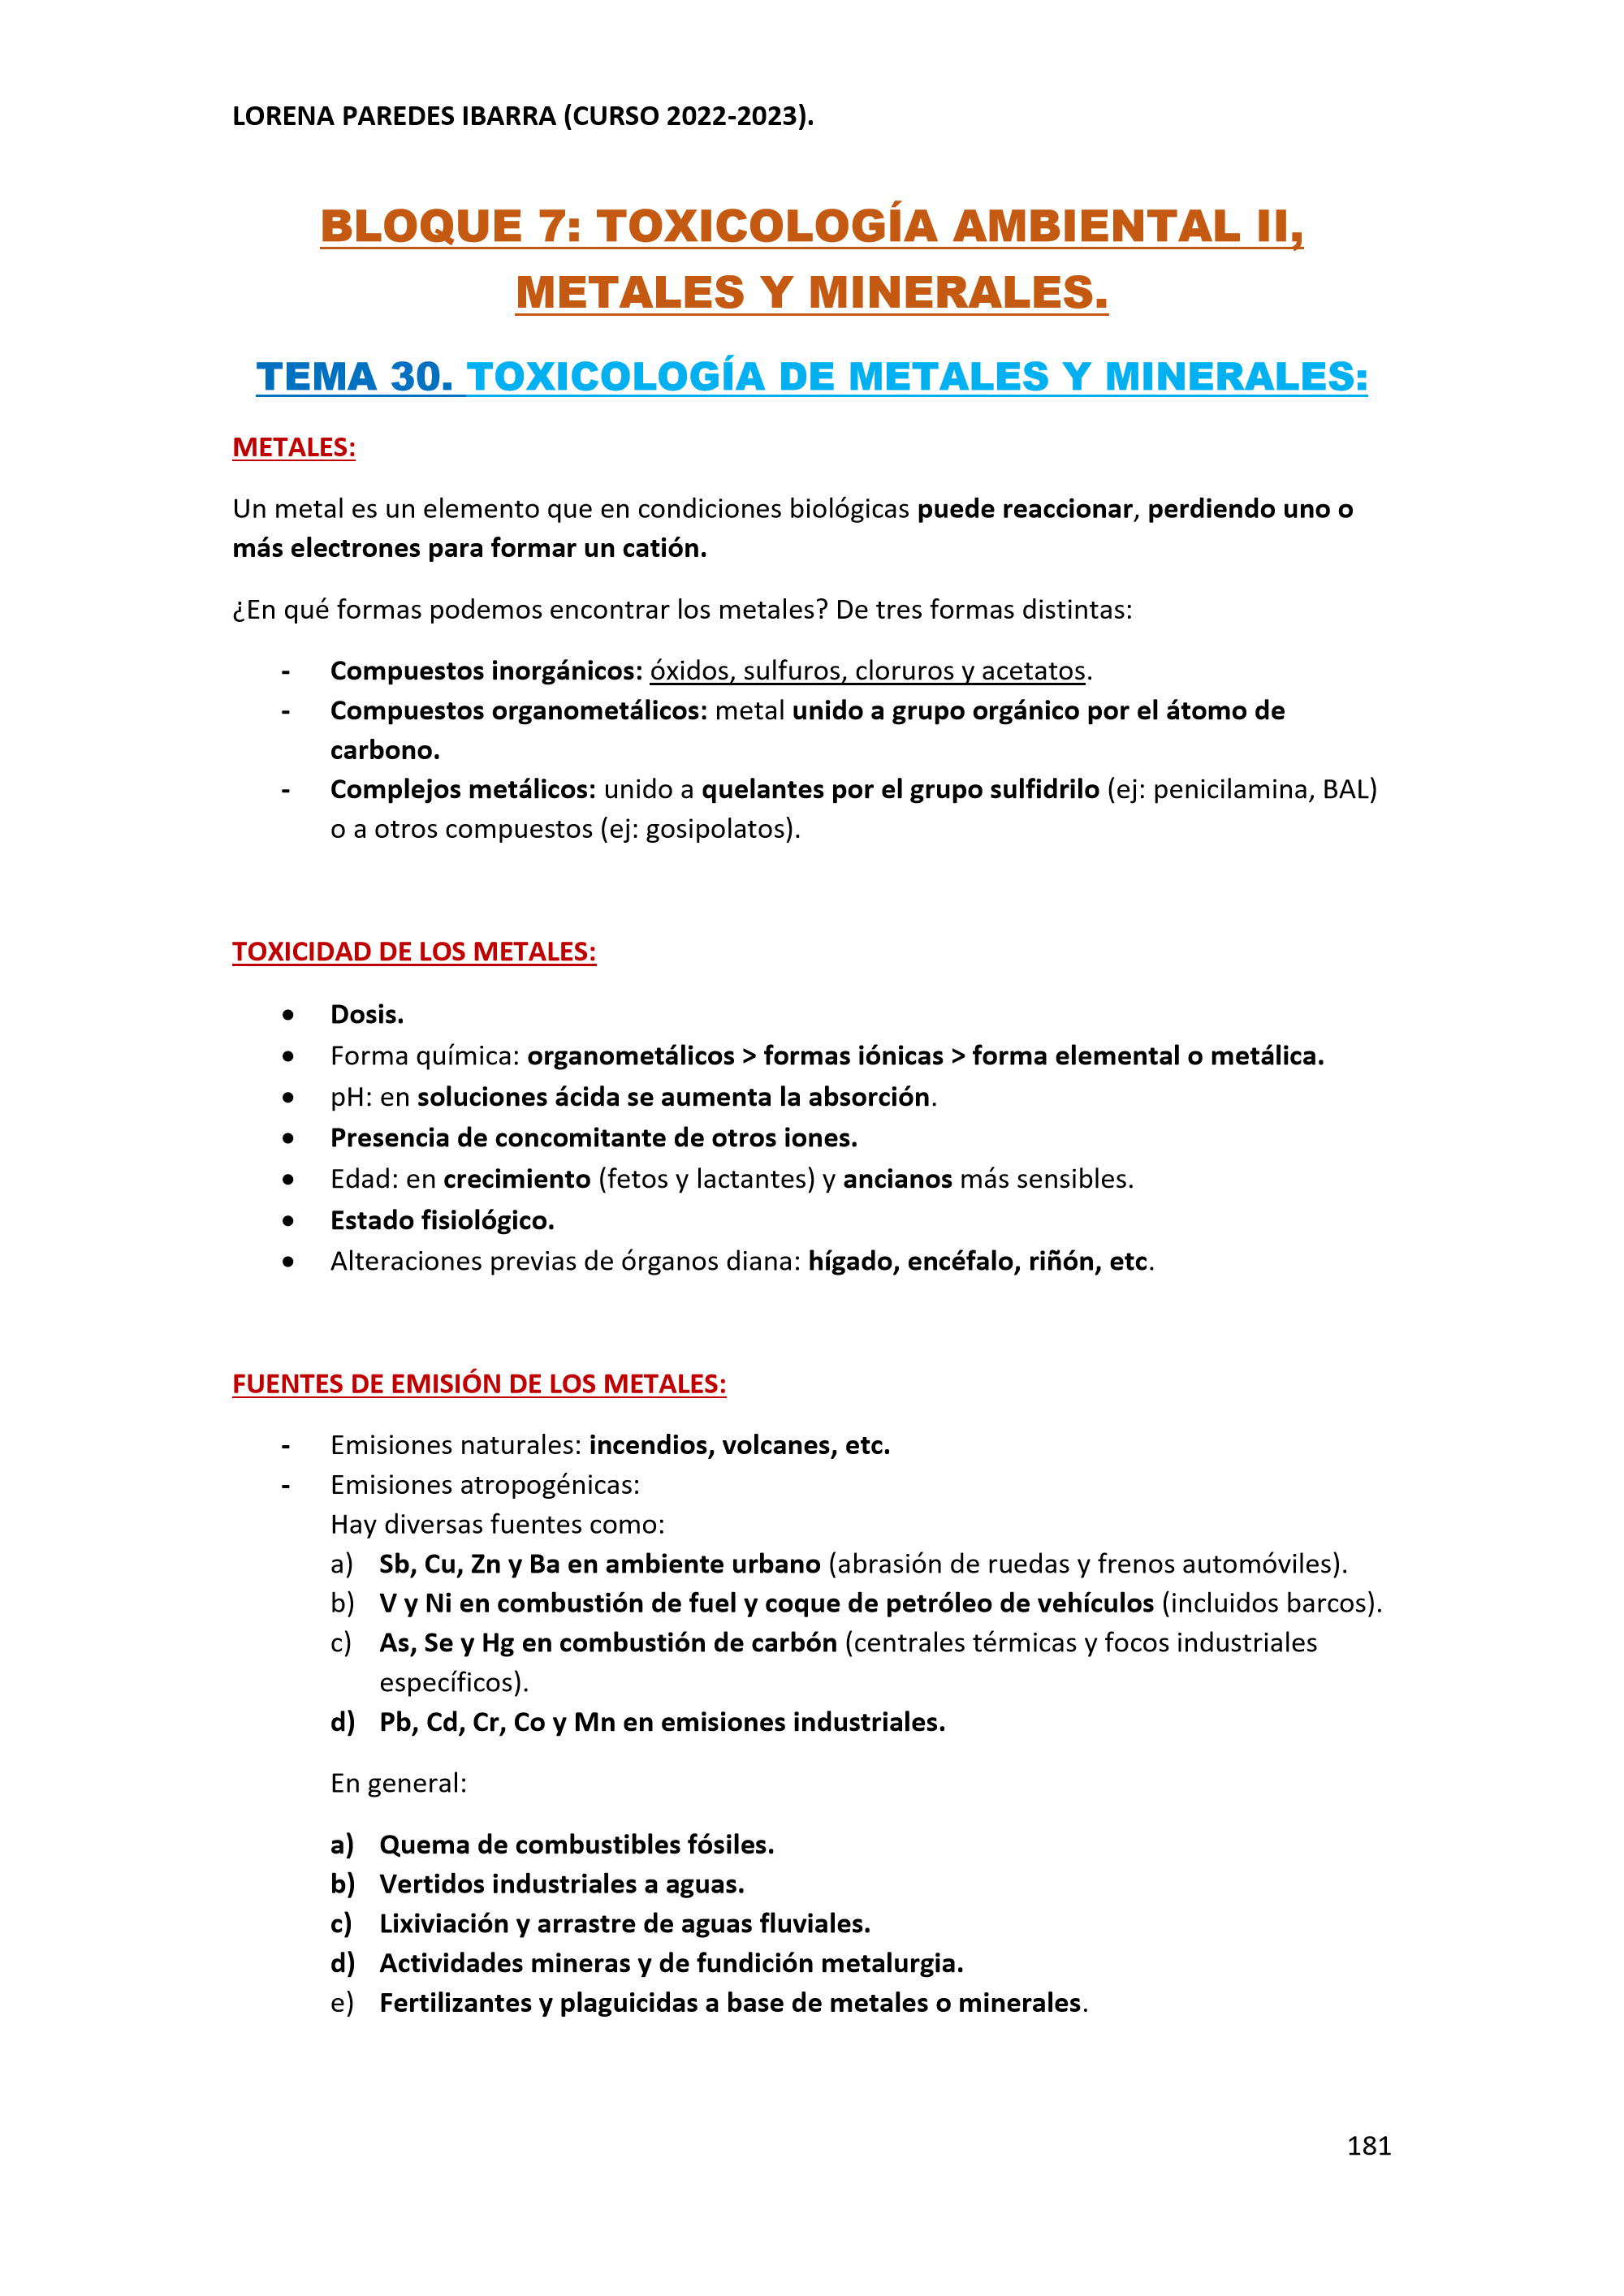 LORENA PAREDES IBARRA (CURSO 2022-2023).
BLOQUE 7: TOXICOLOGÍA AMBIENTAL II,
METALES Y MINERALES.
TEMA 30. TOXICOLOGÍA DE METALES Y MINERALES:
METALES:
Un metal es un elemento que en condiciones biológicas puede reaccionar, perdiendo uno o
más electrones para formar un catión.
¿En qué formas podemos encontrar los metales? De tres formas distintas:
- Compuestos inorgánicos: óxidos, sulfuros, cloruros y acetatos.
- Compuestos organometálicos: metal unido a grupo orgánico por el átomo de
carbono.
- Complejos metálicos: unido a quelantes por el grupo sulfidrilo (ej: penicilamina, BAL)
o a otros compuestos (ej: gosipolatos).
TOXICIDAD DE LOS METALES:
• Dosis.
• Forma química: organometálicos > formas iónicas > forma elemental o metálica.
• pH: en soluciones ácida se aumenta la absorción.
• Presencia de concomitante de otros iones.
• Edad: en crecimiento (fetos y lactantes) y ancianos más sensibles.
• Estado fisiológico.
• Alteraciones previas de órganos diana: hígado, encéfalo, riñón, etc.
FUENTES DE EMISIÓN DE LOS METALES:
- Emisiones naturales: incendios, volcanes, etc.
- Emisiones atropogénicas:
Hay diversas fuentes como:
a) Sb, Cu, Zn y Ba en ambiente urbano (abrasión de ruedas y frenos automóviles).
b) V y Ni en combustión de fuel y coque de petróleo de vehículos (incluidos barcos).
c) As, Se y Hg en combustión de carbón (centrales térmicas y focos industriales
específicos).
d) Pb, Cd, Cr, Co y Mn en emisiones industriales.
En general:
a) Quema de combustibles fósiles.
b) Vertidos industriales a aguas.
c) Lixiviación y arrastre de aguas fluviales.
d) Actividades mineras y de fundición metalurgia.
e) Fertilizantes y plaguicidas a base de metales o minerales.
181